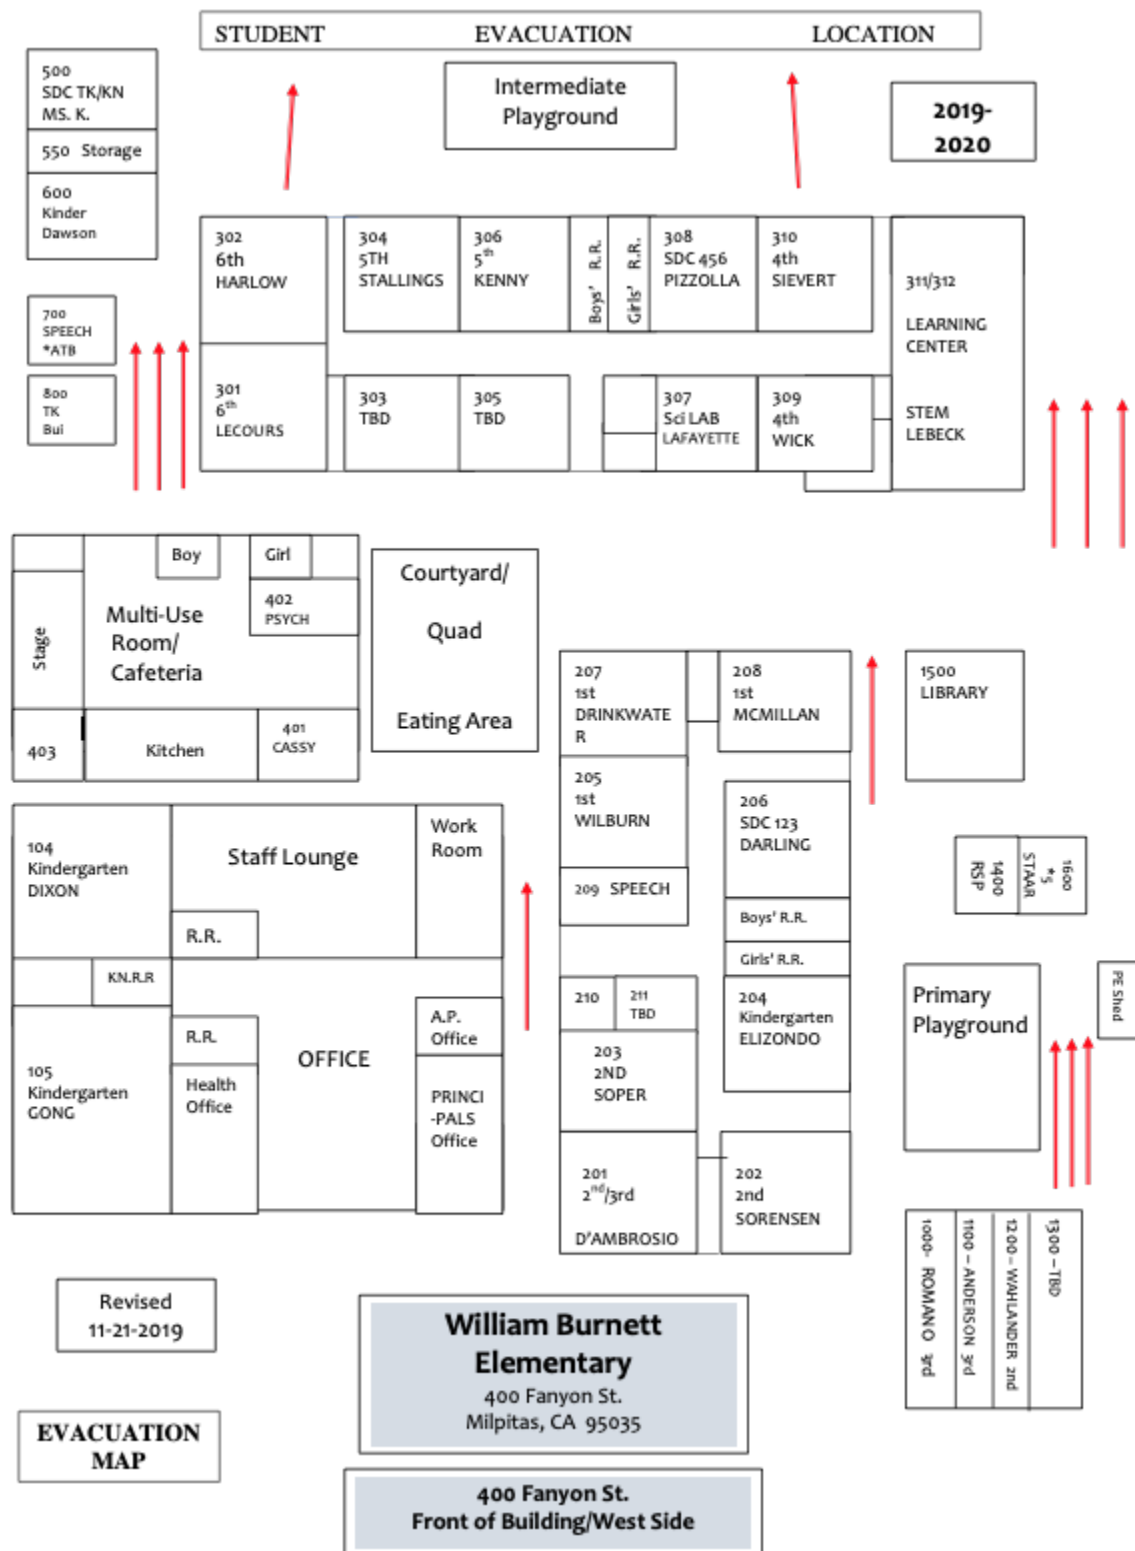 STUDENT EVACUATION LOCATION
500
SDC TK/KN
MS. K.
550 Storage
600
Kinder
Dawson
Intermediate
Playground
2019-
2020
302
6th
HARLOW
304
5TH
STALLINGS
306
5th
KENNY
Boys' R.R.
Girls' R.R.
308
SDC 456
PIZZOLLA
310
4th
SIEVERT
311/312
LEARNING
CENTER
STEM
LEBECK
700
SPEECH
*ATB
800
TK
Bui
301
6th
LECOURS
303
TBD
305
TBD
307
Sci LAB
LAFAYETTE
309
4th
WICK
Boy
Girl
402
PSYCH
Stage
Multi-Use
Room/
Cafeteria
403
Kitchen
401
CASSY
Courtyard/
Quad
Eating Area
207
1st
DRINKWATE
R
208
1st
MCMILLAN
1500
LIBRARY
205
1st
WILBURN
206
SDC 123
DARLING
209 SPEECH
Boys' R.R.
Girls' R.R.
1400
RSP
1600
*5
STAAR
104
Kindergarten
DIXON
Staff Lounge
Work
Room
R.R.
KN.R.R
R.R.
OFFICE
A.P.
Office
105
Kindergarten
GONG
Health
Office
PRINCI
-PALS
Office
210
211
TBD
204
Kindergarten
ELIZONDO
203
2ND
SOPER
201
2nd/3rd
D'AMBROSIO
202
2nd
SORENSEN
Primary
Playground
PE Shed
1000- ROMANO 3rd
1100 – ANDERSON 3rd
1200 – WAHLANDER 2nd
1300 – TBD
Revised
11-21-2019
William Burnett
Elementary
400 Fanyon St.
Milpitas, CA 95035
EVACUATION
MAP
400 Fanyon St.
Front of Building/West Side